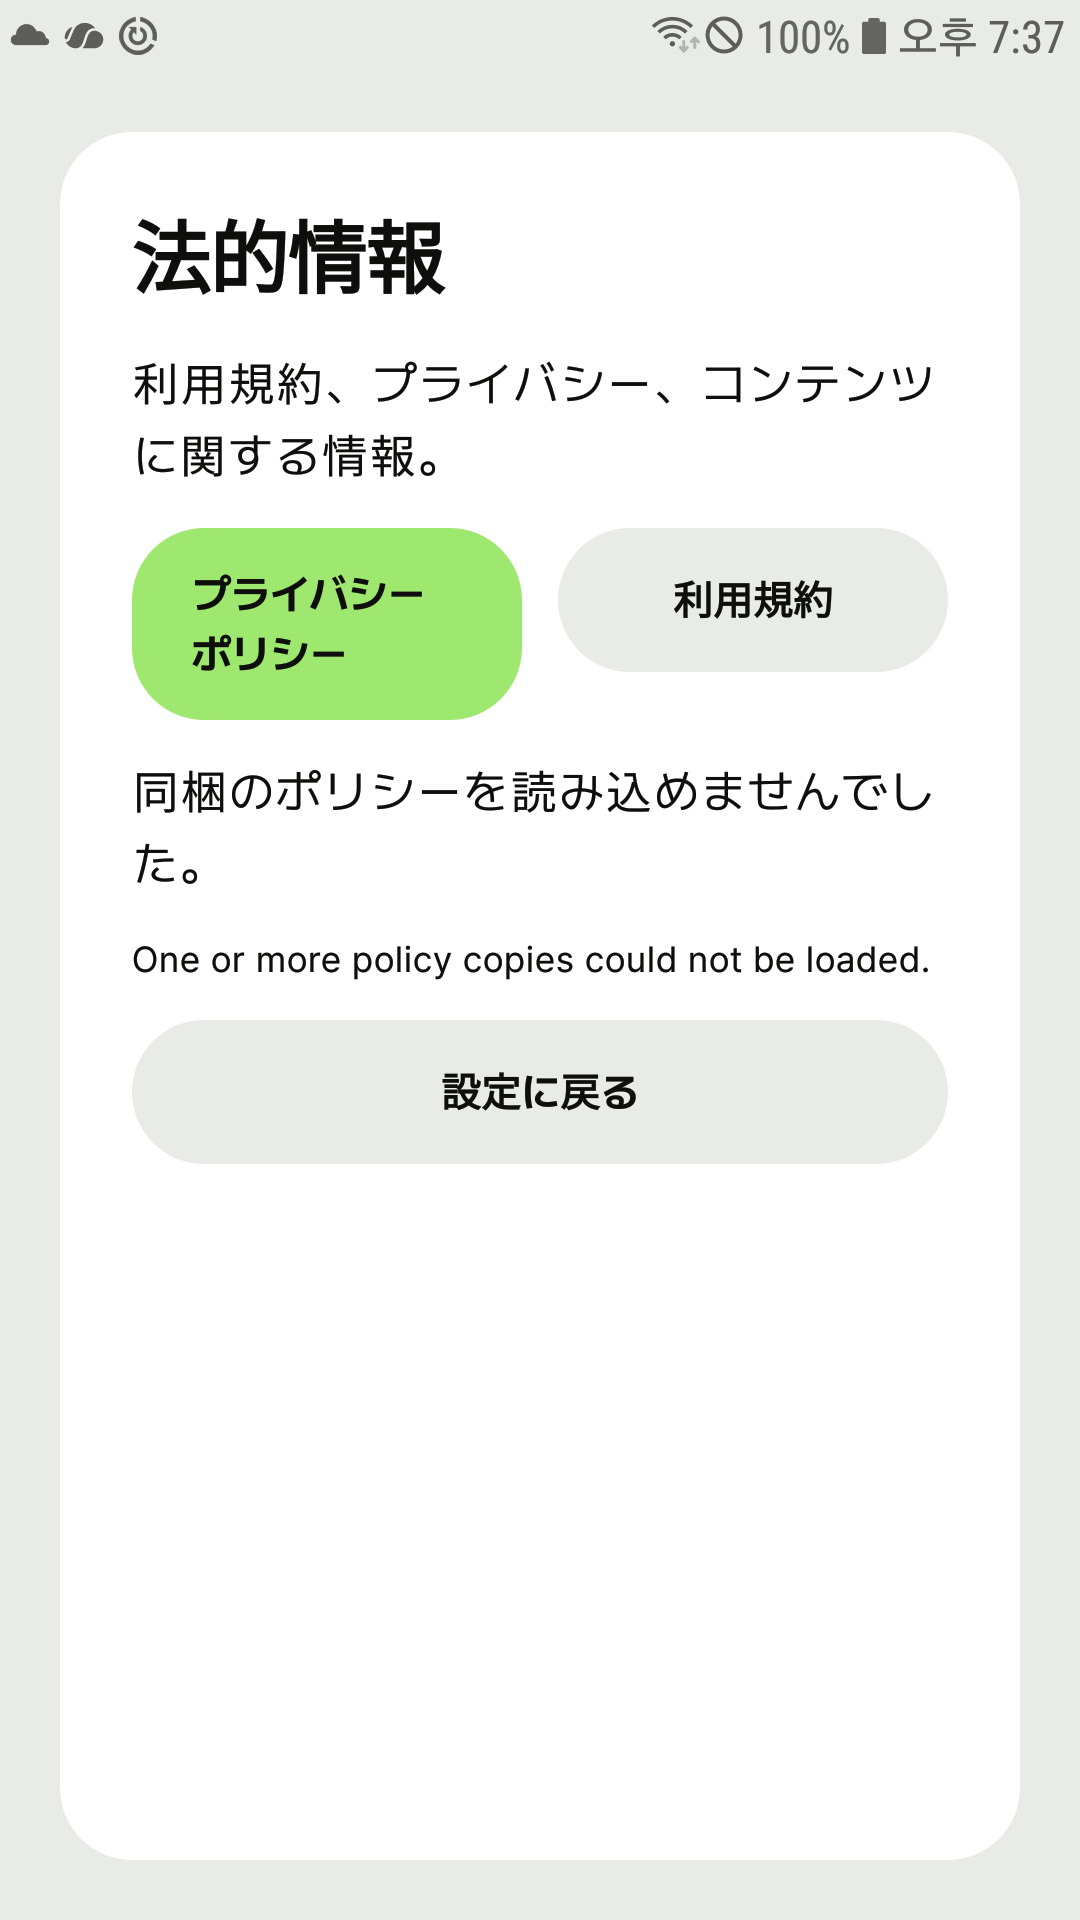 100% 오후 7:37
法的情報
利用規約、プライバシー、コンテンツ
に関する情報。
プライバシー
ポリシー
利用規約
同梱のポリシーを読み込めませんでし
た。
One or more policy copies could not be loaded.
設定に戻る